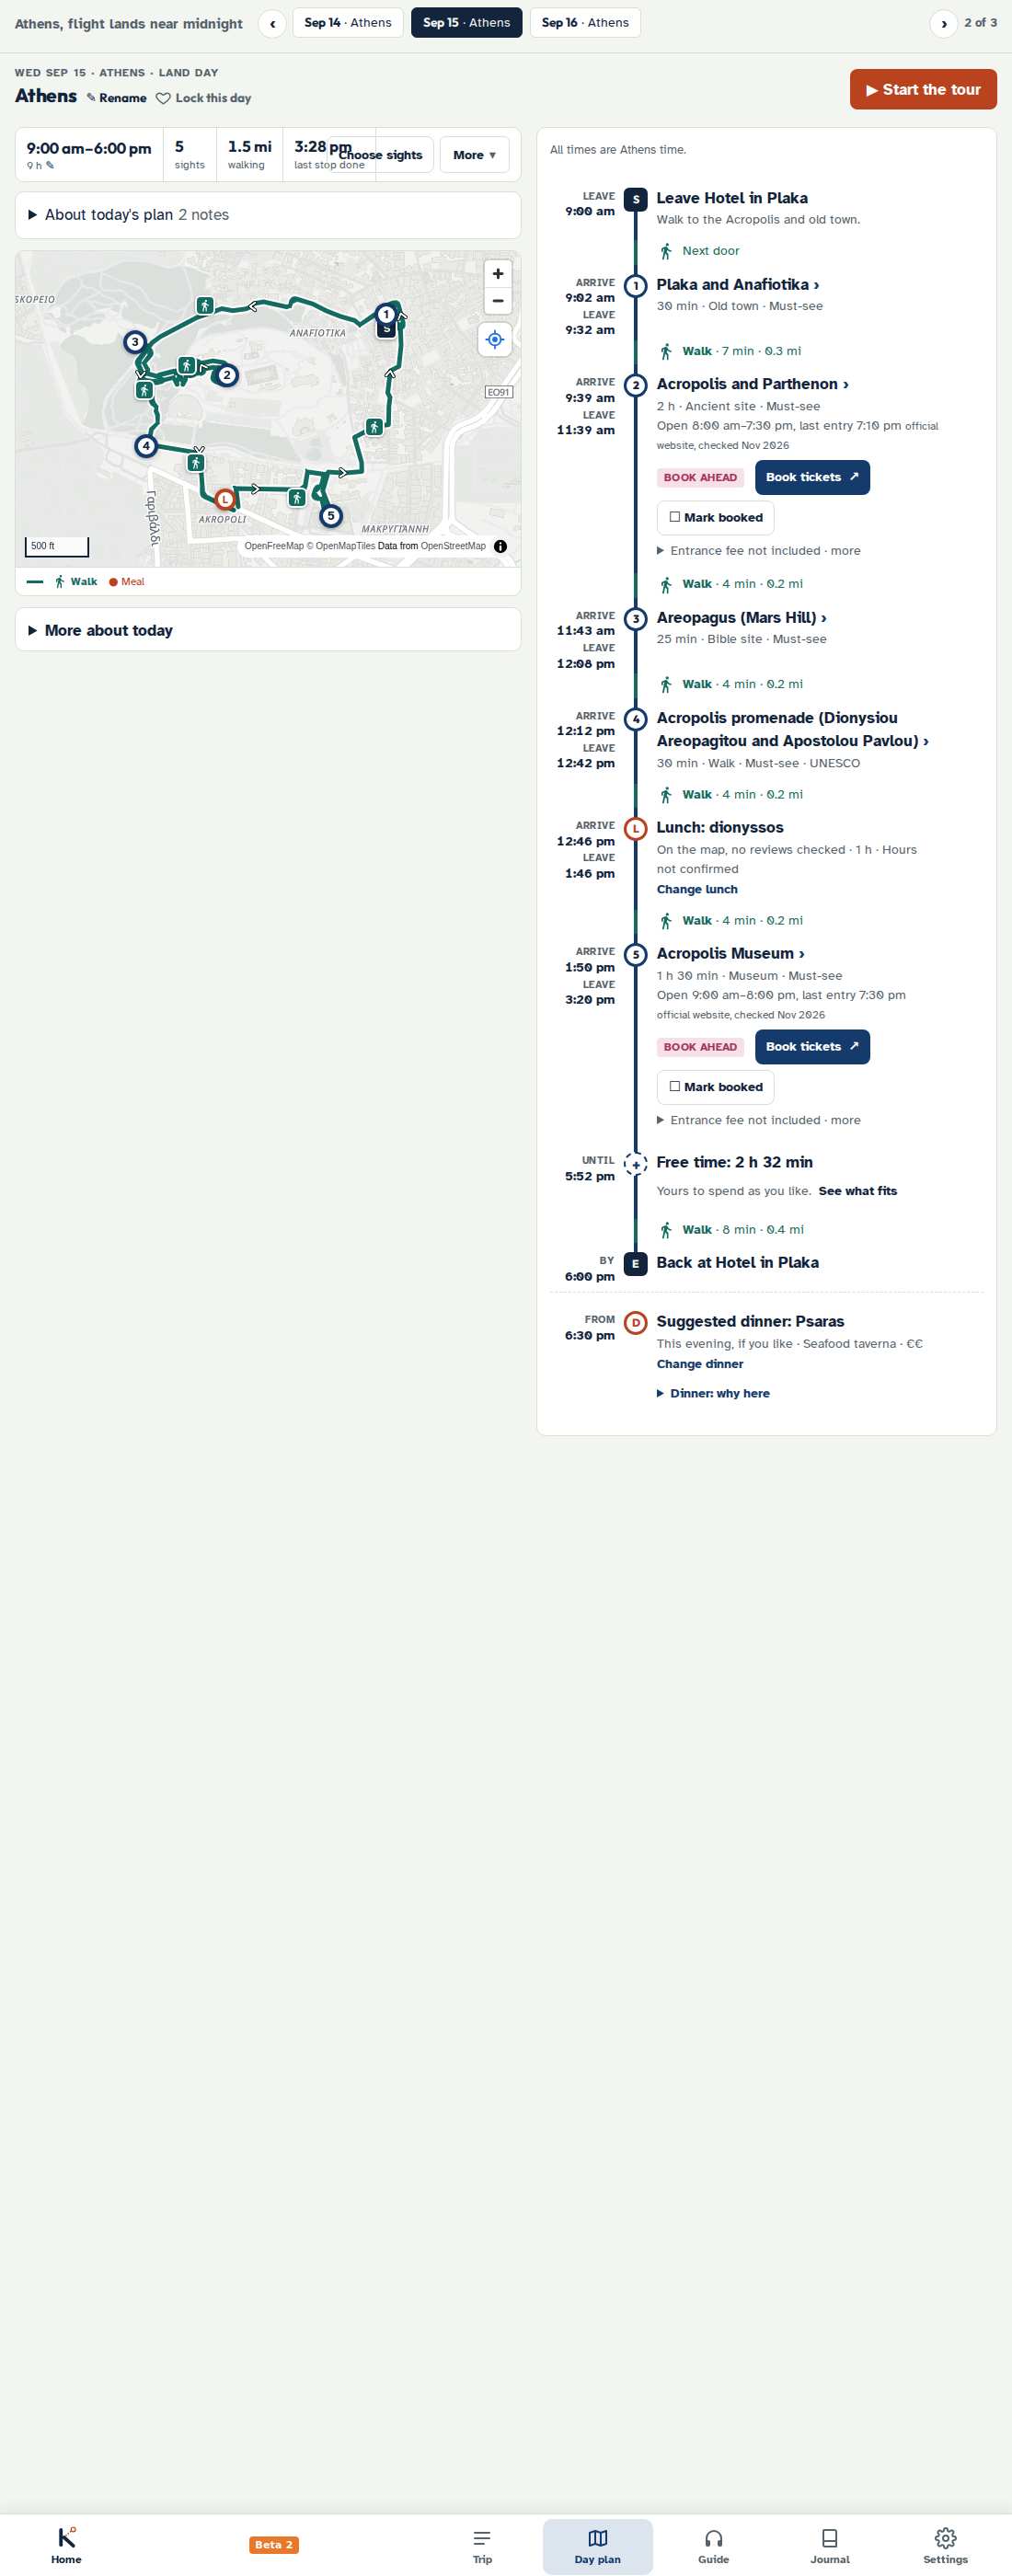 Athens, flight lands near midnight
‹
Sep 14 · Athens
Sep 15 · Athens
Sep 16 · Athens
›
2 of 3
WED SEP 15 · ATHENS · LAND DAY
Athens ✎ Rename ♡ Lock this day
▶ Start the tour
9:00 am–6:00 pm
9 h ✎
5
sights
1.5 mi
walking
3:28 pm
last stop done
Choose sights
More ▾
▶ About today's plan 2 notes
SKOPEIO
ΑΝΑFΙΟΤΙΚΑ
1
S
3
2
4
L
5
EO91
Γαριβάλδι
AKROPOLI
ΜΑΚΡΥΓΙΑΝΝΗ
+
−
500 ft
OpenFreeMap © OpenMapTiles Data from OpenStreetMap
Walk
Meal
▶ More about today
All times are Athens time.
LEAVE
9:00 am
S
Leave Hotel in Plaka
Walk to the Acropolis and old town.
Next door
ARRIVE
9:02 am
LEAVE
9:32 am
1
Plaka and Anafiotika ›
30 min · Old town · Must-see
Walk · 7 min · 0.3 mi
ARRIVE
9:39 am
LEAVE
11:39 am
2
Acropolis and Parthenon ›
2 h · Ancient site · Must-see
Open 8:00 am–7:30 pm, last entry 7:10 pm official
website, checked Nov 2026
BOOK AHEAD
Book tickets ↗
☐ Mark booked
▶ Entrance fee not included · more
Walk · 4 min · 0.2 mi
ARRIVE
11:43 am
LEAVE
12:08 pm
3
Areopagus (Mars Hill) ›
25 min · Bible site · Must-see
Walk · 4 min · 0.2 mi
ARRIVE
12:12 pm
LEAVE
12:42 pm
4
Acropolis promenade (Dionysiou
Areopagitou and Apostolou Pavlou) ›
30 min · Walk · Must-see · UNESCO
Walk · 4 min · 0.2 mi
ARRIVE
12:46 pm
LEAVE
1:46 pm
L
Lunch: dionyssos
On the map, no reviews checked · 1 h · Hours
not confirmed
Change lunch
Walk · 4 min · 0.2 mi
ARRIVE
1:50 pm
LEAVE
3:20 pm
5
Acropolis Museum ›
1 h 30 min · Museum · Must-see
Open 9:00 am–8:00 pm, last entry 7:30 pm
official website, checked Nov 2026
BOOK AHEAD
Book tickets ↗
☐ Mark booked
▶ Entrance fee not included · more
UNTIL
5:52 pm
+
Free time: 2 h 32 min
Yours to spend as you like. See what fits
Walk · 8 min · 0.4 mi
BY
6:00 pm
E
Back at Hotel in Plaka
FROM
6:30 pm
D
Suggested dinner: Psaras
This evening, if you like · Seafood taverna · €€
Change dinner
▶ Dinner: why here
Home
Beta 2
Trip
Day plan
Guide
Journal
Settings